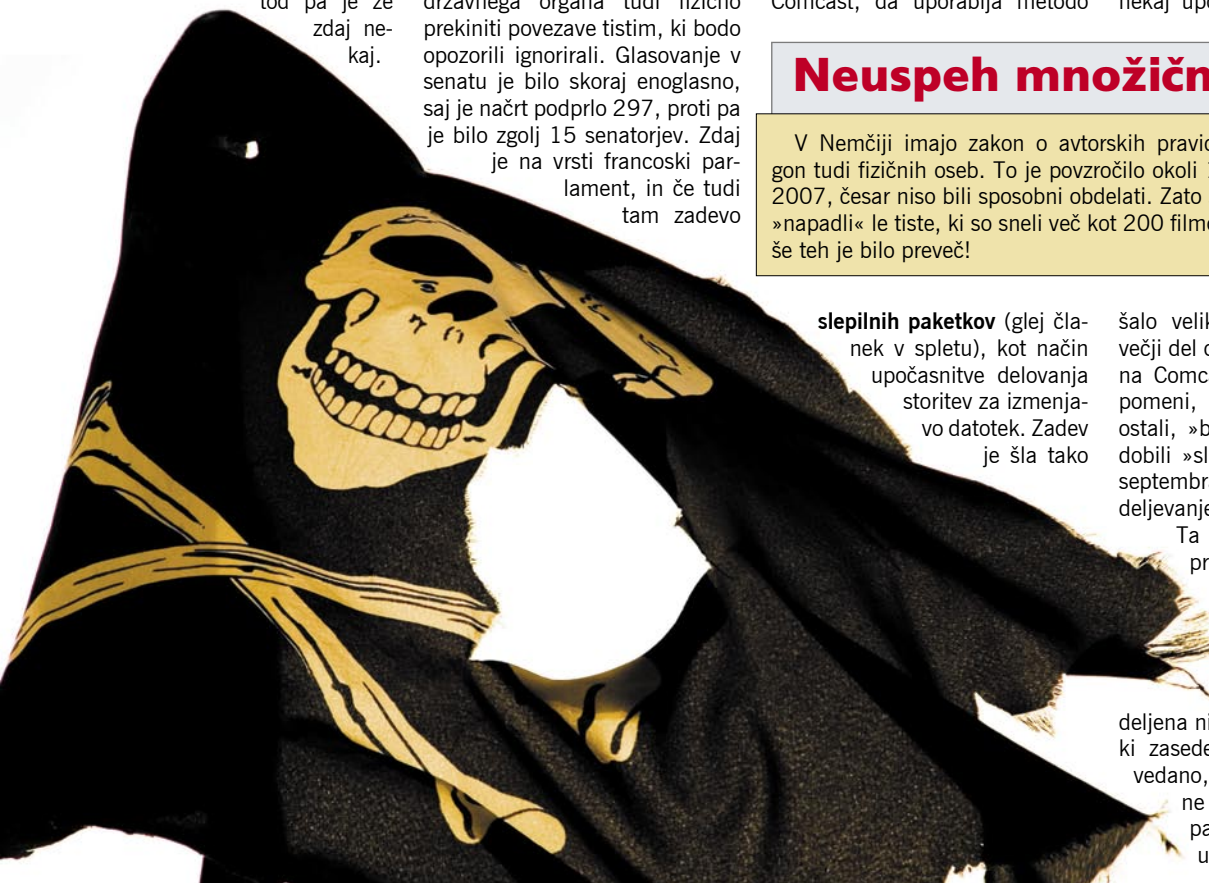 tod pa je že
zdaj ne-
kaj.
državnega organa tudi fizično
prekiniti povezave tistim, ki bodo
opozorili ignorirali. Glasovanje v
senatu je bilo skoraj enoglasno,
saj je načrt podprlo 297, proti pa
je bilo zgolj 15 senatorjev. Zdaj
je na vrsti francoski par-
lament, in če tudi
tam zadevo
Comcast, da uporablja metodo
Neuspeh množičn
V Nemčiji imajo zakon o avtorskih pravic
gon tudi fizičnih oseb. To je povzročilo okoli
2007, česar niso bili sposobni obdelati. Zato
»napadli« le tiste, ki so sneli več kot 200 filmo
še teh je bilo preveč!
slepilnih paketkov (glej čla-
nek v spletu), kot način
upočasnitve delovanja
storitev za izmenja-
vo datotek. Zadev
je šla tako
nekaj upo
šalo velik
večji del
na Comca
pomeni,
ostali, »b
dobili »sl
septembra
deljevanje
Ta
pr
deljena ni
ki zasede
vedano,
ne
pa
u